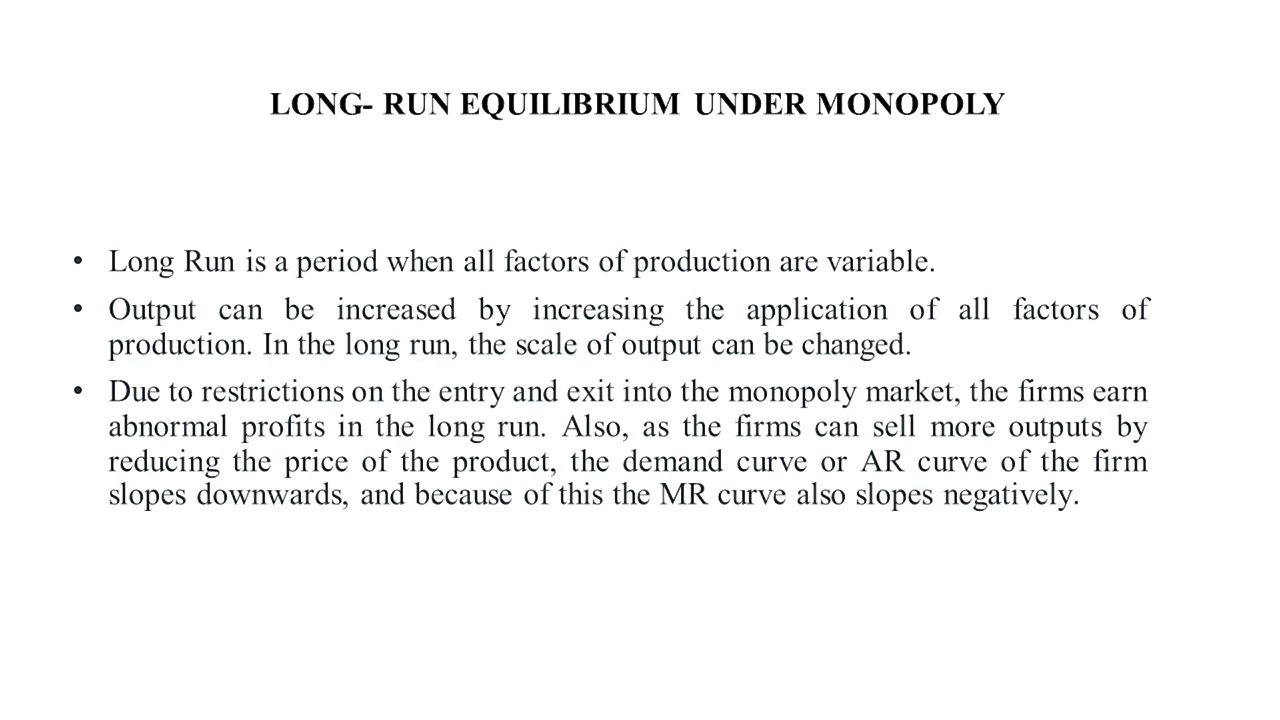 LONG- RUN EQUILIBRIUM UNDER MONOPOLY
• Long Run is a period when all factors of production are variable.
• Output can be increased by increasing the application of all factors of
production. In the long run, the scale of output can be changed.
• Due to restrictions on the entry and exit into the monopoly market, the firms earn
abnormal profits in the long run. Also, as the firms can sell more outputs by
reducing the price of the product, the demand curve or AR curve of the firm
slopes downwards, and because of this the MR curve also slopes negatively.